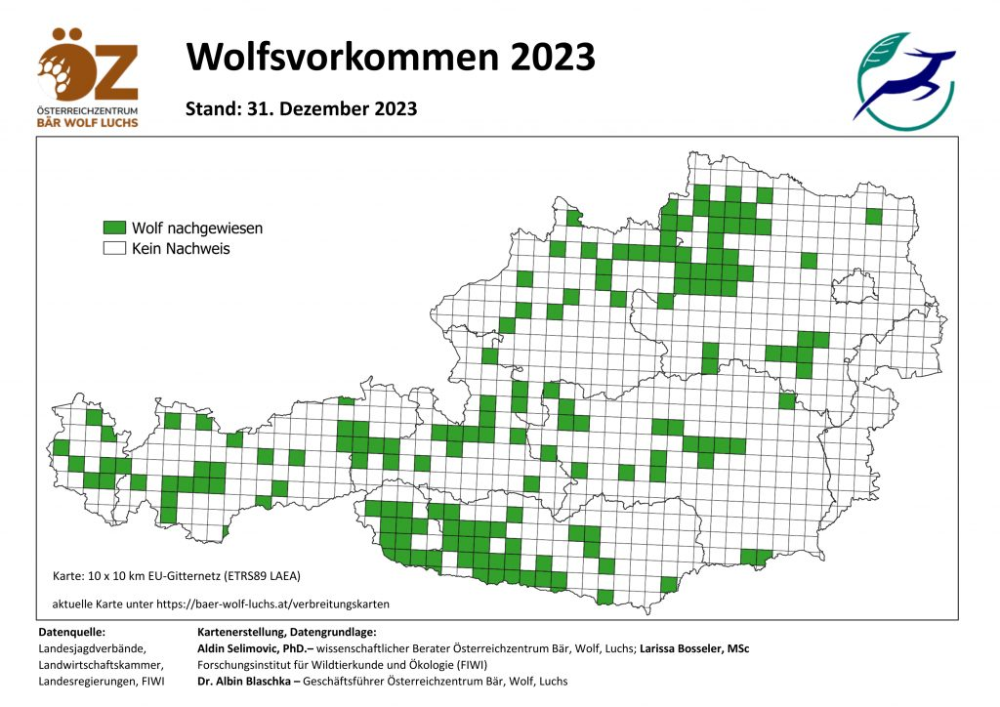 ÖZ
ÖSTERREICHZENTRUM
BÄR WOLF LUCHS
Wolfsvorkommen 2023
Stand: 31. Dezember 2023
Wolf nachgewiesen
Kein Nachweis
Karte: 10 x 10 km EU-Gitternetz (ETRS89 LAEA)
aktuelle Karte unter https://baer-wolf-luchs.at/verbreitungskarten
Datenquelle:
Landesjagdverbände,
Landwirtschaftskammer,
Landesregierungen, FIWI
Kartenerstellung, Datengrundlage:
Aldin Selimovic, PhD.– wissenschaftlicher Berater Österreichzentrum Bär, Wolf, Luchs; Larissa Bosseler, MSc
Forschungsinstitut für Wildtierkunde und Ökologie (FIWI)
Dr. Albin Blaschka – Geschäftsführer Österreichzentrum Bär, Wolf, Luchs